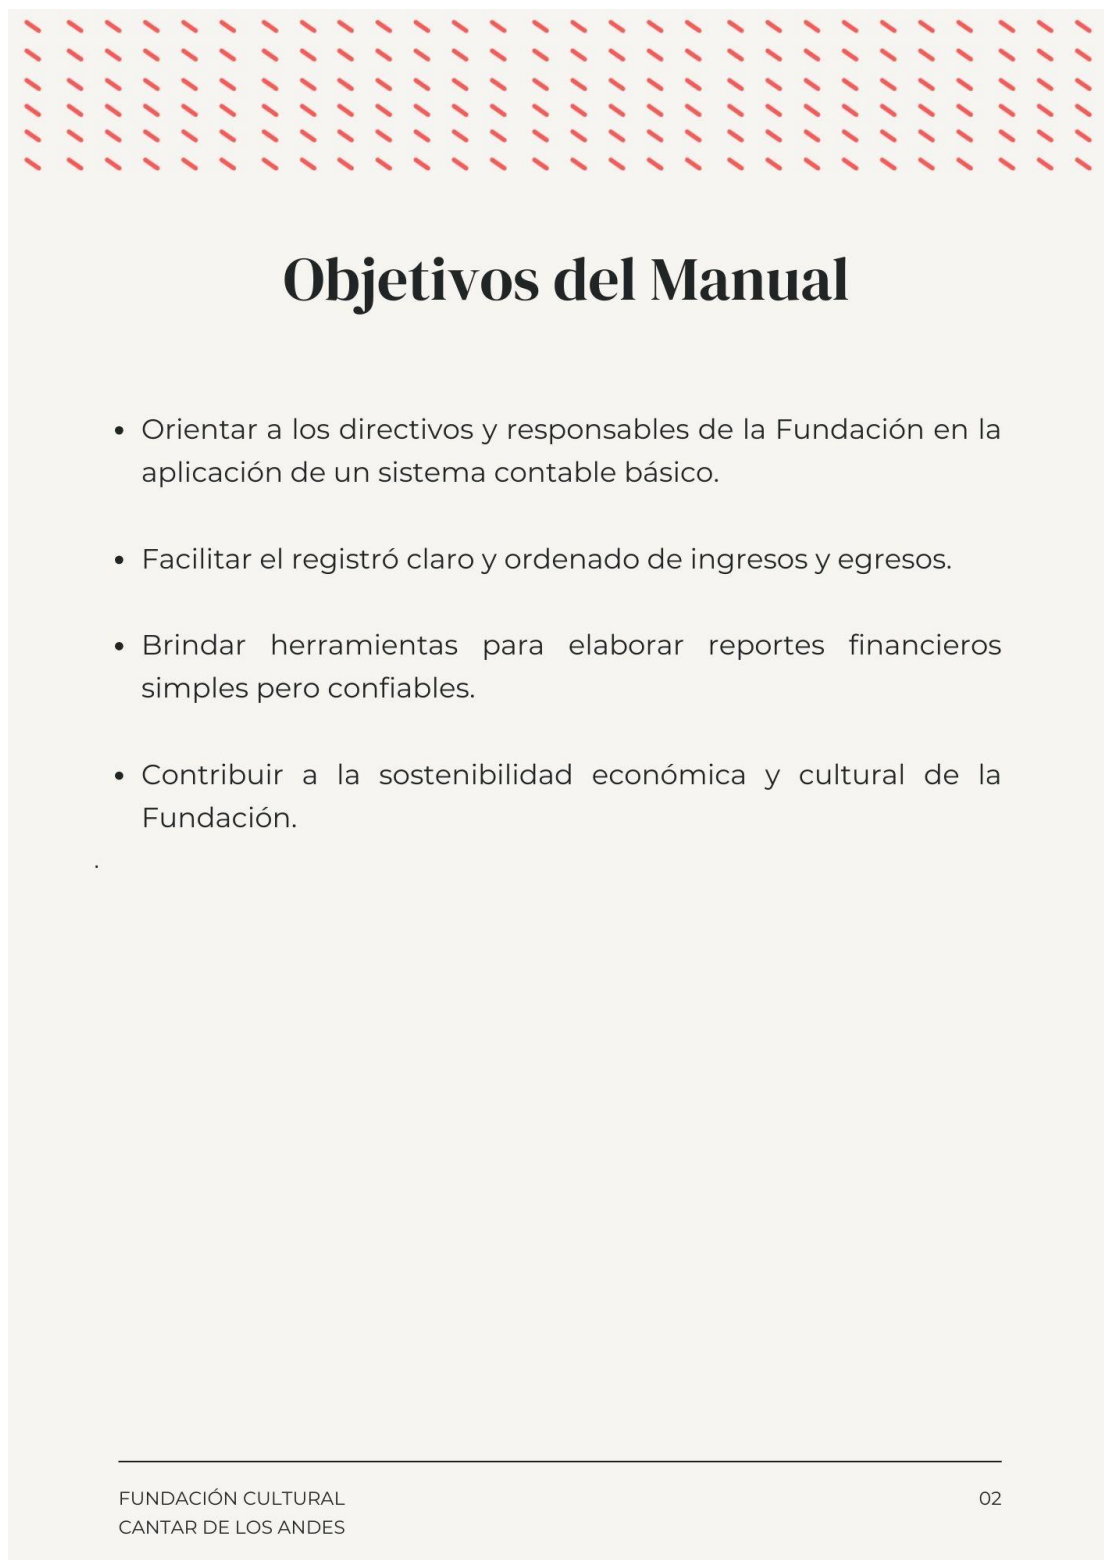 Objetivos del Manual
• Orientar a los directivos y responsables de la Fundación en la
aplicación de un sistema contable básico.
• Facilitar el registró claro y ordenado de ingresos y egresos.
• Brindar herramientas para elaborar reportes financieros
simples pero confiables.
• Contribuir a la sostenibilidad económica y cultural de la
Fundación.
.
FUNDACIÓN CULTURAL
CANTAR DE LOS ANDES
02